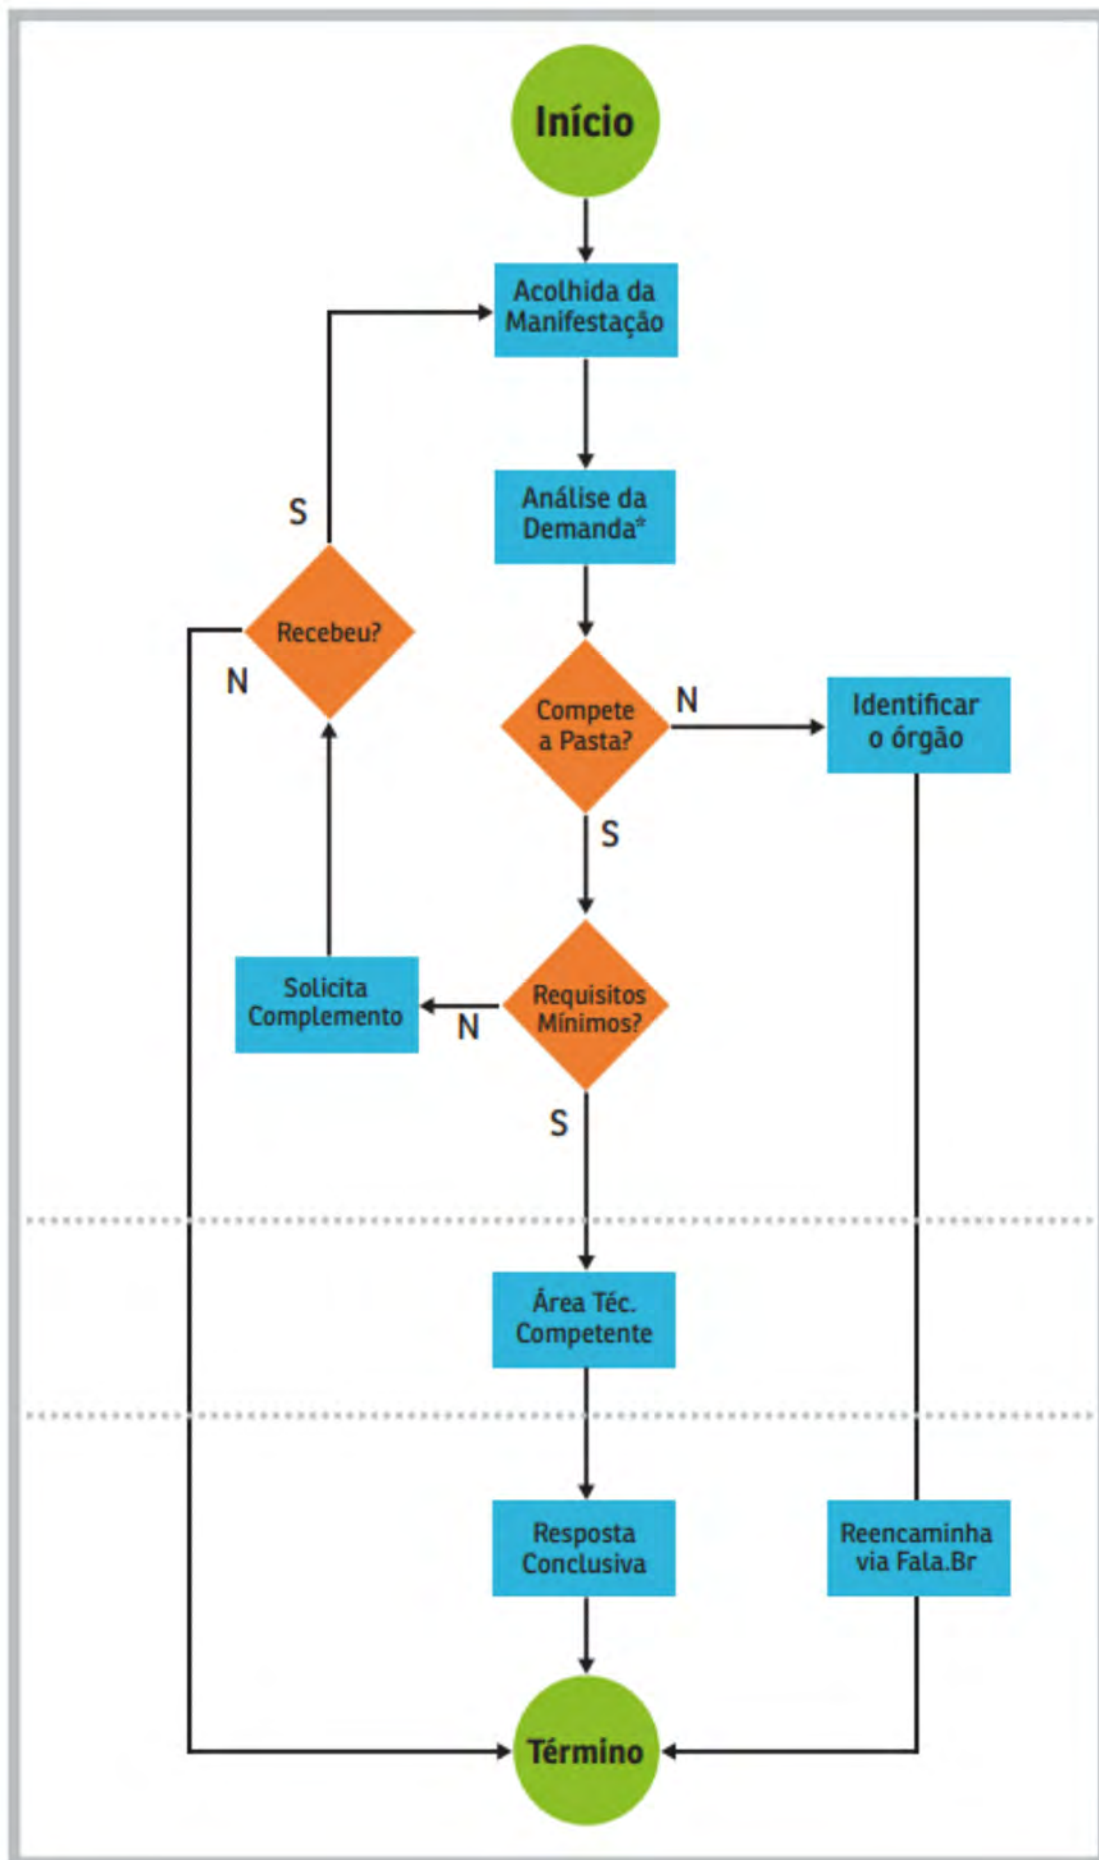 Início
Acolhida da
Manifestação
S
Análise da
Demanda*
Recebeu?
N
Compete
a Pasta?
N
Identificar
o órgão
S
Solicita
Complemento
N
Requisitos
Mínimos?
S
Área Téc.
Competente
Resposta
Conclusiva
Reencaminha
via Fala.Br
Término